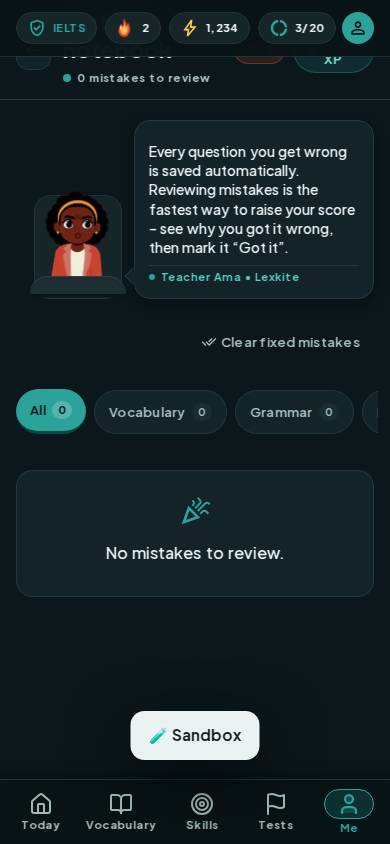 IELTS 2 1,234 3/20
notebook XP
0 mistakes to review
Every question you get wrong
is saved automatically.
Reviewing mistakes is the
fastest way to raise your score
– see why you got it wrong,
then mark it “Got it”.
Teacher Ama • Lexkite
Clear fixed mistakes
All 0 Vocabulary 0 Grammar 0
No mistakes to review.
Sandbox
Today Vocabulary Skills Tests Me